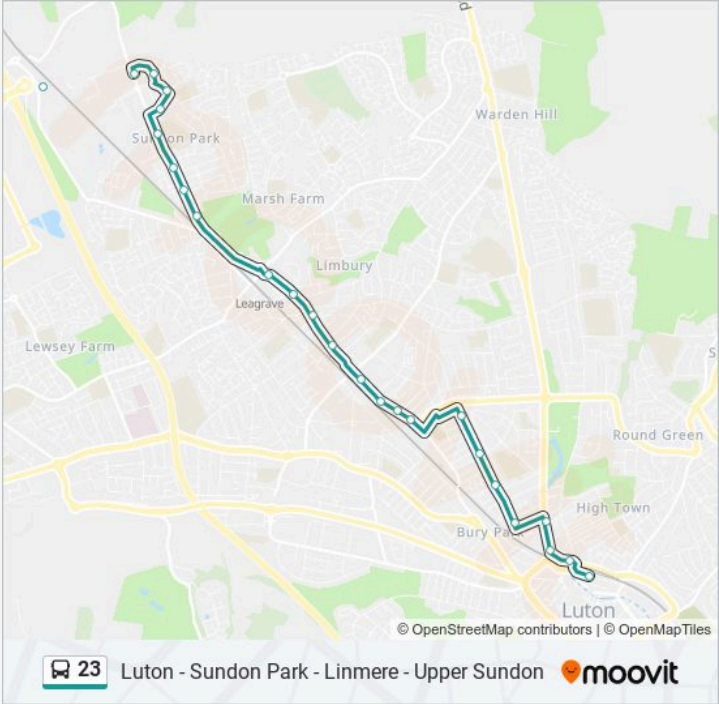 Warden Hill
Sundon Park
Marsh Farm
Limbury
Leagrave
Lewsey Farm
Round Green
High Town
Bury Park
Luton
© OpenStreetMap contributors | © OpenMapTiles
23 Luton - Sundon Park - Linmere - Upper Sundon moovit